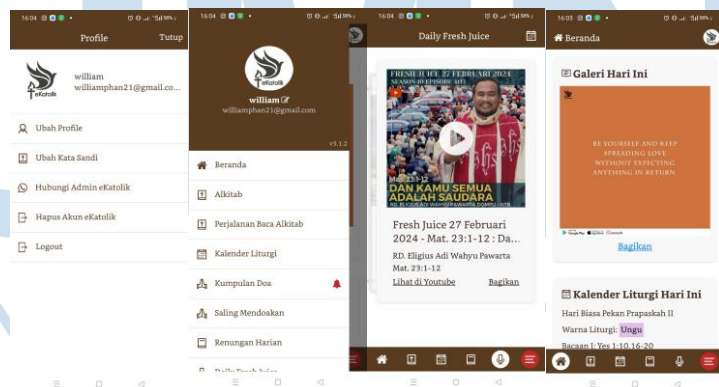 16:04
Profile
Tutup
eKatolik
william
williamphan21@gmail.co...
Ubah Profile
Ubah Kata Sandi
Hubungi Admin eKatolik
Hapus Akun eKatolik
Logout
16:04
eKatolik
william
williamphan21@gmail.com
v5.1.2
Beranda
Alkitab
Perjalanan Baca Alkitab
Kalender Liturgi
Kumpulan Doa
Saling Mendoakan
Renungan Harian
Daily Fresh Juice
16:04
Daily Fresh Juice
FRESH JUICE 27 FEBRUARI 2024
Mat. 23:1-12
DAN KAMU SEMUA
ADALAH SAUDARA
Fresh Juice 27 Februari
2024 - Mat. 23:1-12 : Da...
RD. Eligius Adi Wahyu Pawarta
Mat. 23:1-12
Lihat di Youtube
Bagikan
16:05
Beranda
Galeri Hari Ini
BE YOURSELF AND KEEP
SPREADING LOVE
WITHOUT EXPECTING
ANYTHING IN RETURN
Bagikan
Kalender Liturgi Hari Ini
Hari Biasa Pekan Prapaskah II
Warna Liturgi: Ungu
Bacaan I: Yes 1:10.16-20